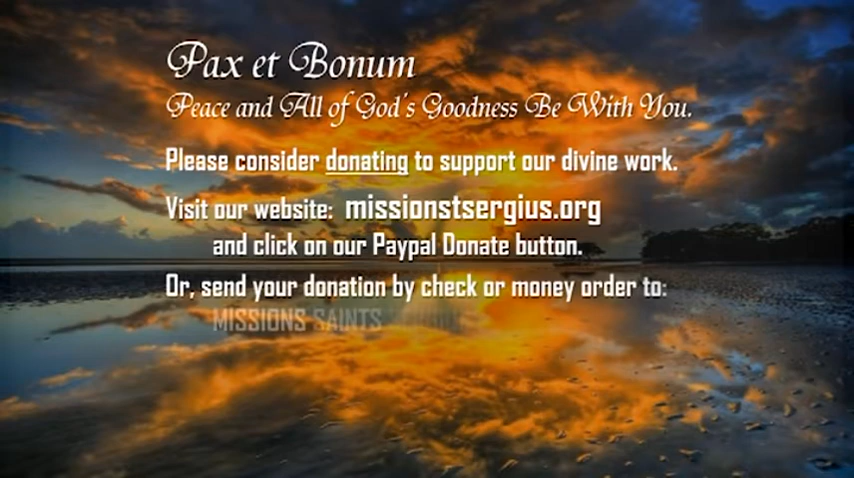 Pax et Bonum
Peace and All of God's Goodness Be With You.
Please consider donating to support our divine work.
Visit our website: missionstsergius.org
and click on our Paypal Donate button.
Or, send your donation by check or money order to:
MISSIONS SAINTS